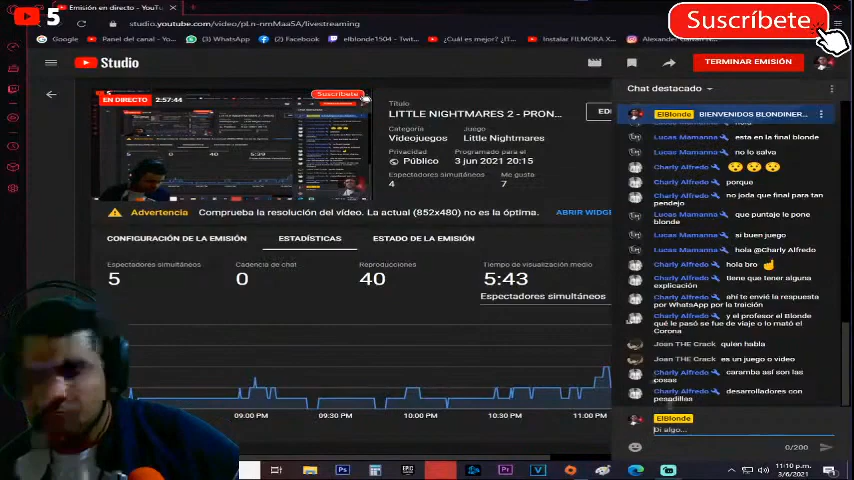 5
Emisión en directo - YouTu
studio.youtube.com/video/pLn-nmMaa5A/livestreaming
Google
Panel del canal - Yo
(3) WhatsApp
(2) Facebook
elblonde1504 - Twit
¿Cuál es mejor? ¿IT
Instalar FILMORA X
Suscríbete
Studio
TERMINAR EMISIÓN
EN DIRECTO
2:57:44
Suscríbete
Título
LITTLE NIGHTMARES 2 - PRON...
Categoría
Juego
Videojuegos
Little Nightmares
Privacidad
Programado para el
Público
3 jun 2021 20:15
Espectadores simultáneos
Me gusta
4
7
Advertencia
Comprueba la resolución del vídeo. La actual (852x480) no es la óptima.
ABRIR WIDGE
CONFIGURACIÓN DE LA EMISIÓN
ESTADÍSTICAS
ESTADO DE LA EMISIÓN
Espectadores simultáneos
5
Cadencia de chat
0
Reproducciones
40
Tiempo de visualización medio
5:43
Espectadores simultáneos
09:00 PM
09:30 PM
10:00 PM
10:30 PM
11:00 PM
Chat destacado
ElBlonde BIENVENIDOS BLONDINER...
Lucas Mamanna esta en la final blonde
Lucas Mamanna no lo salva
Charly Alfredo 😯 😯 😯
Charly Alfredo porque
Charly Alfredo no joda que final para tan
pendejo
Lucas Mamanna que puntaje le pone
blonde
Lucas Mamanna si buen juego
Lucas Mamanna hola @Charly Alfredo
Charly Alfredo hola bro ☝
Charly Alfredo Tiene que tener alguna
explicación
Charly Alfredo ahí te envié la respuesta
por WhatsApp por la traición
Charly Alfredo y el profesor el Blonde
qué le pasó se fue de viaje o lo mató el
Corona
Joan THE Crack quien habla
Joan THE Crack es un juego o video
Charly Alfredo caramba así son las
cosas
Charly Alfredo desarrolladores con
pesadillas
ElBlonde
Di algo...
0/200
11:10 p.m.
3/6/2021